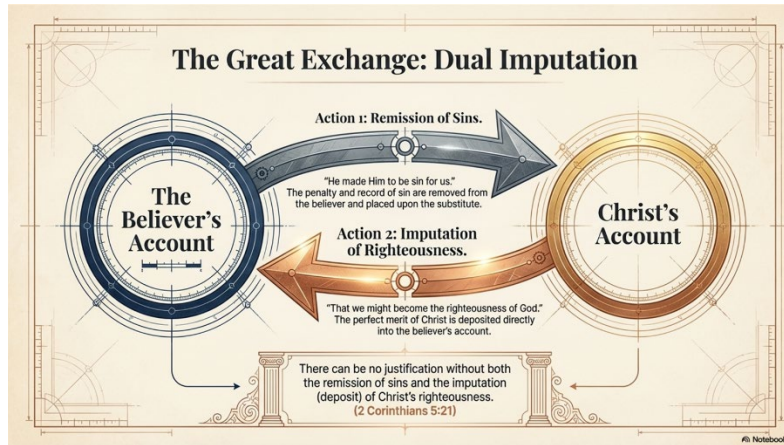 The Great Exchange: Dual Imputation
Action 1: Remission of Sins.
"He made Him to be sin for us."
The penalty and record of sin are removed from
the believer and placed upon the substitute.
The
Believer's
Account
Christ's
Account
Action 2: Imputation
of Righteousness.
"That we might become the righteousness of God."
The perfect merit of Christ is deposited directly
into the believer's account.
There can be no justification without both
the remission of sins and the imputation
(deposit) of Christ's righteousness.
(2 Corinthians 5:21)
Notebook